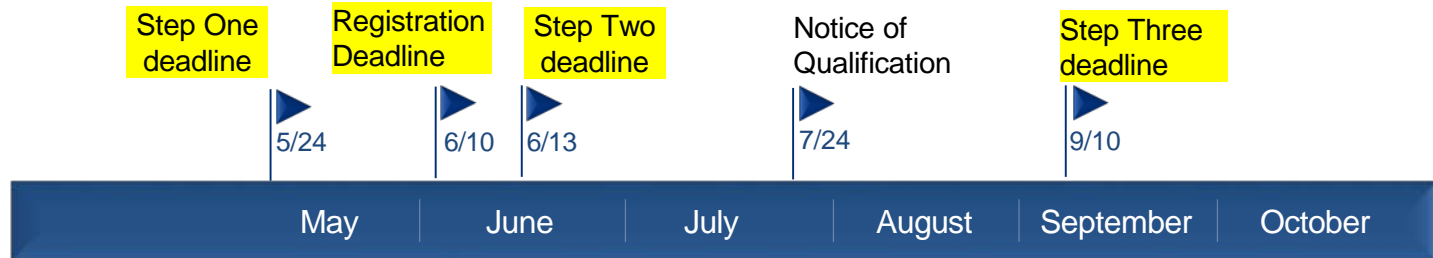 Step One
deadline
Registration
Deadline
Step Two
deadline
Notice of
Qualification
Step Three
deadline
5/24
6/10
6/13
7/24
9/10
May
June
July
August
September
October